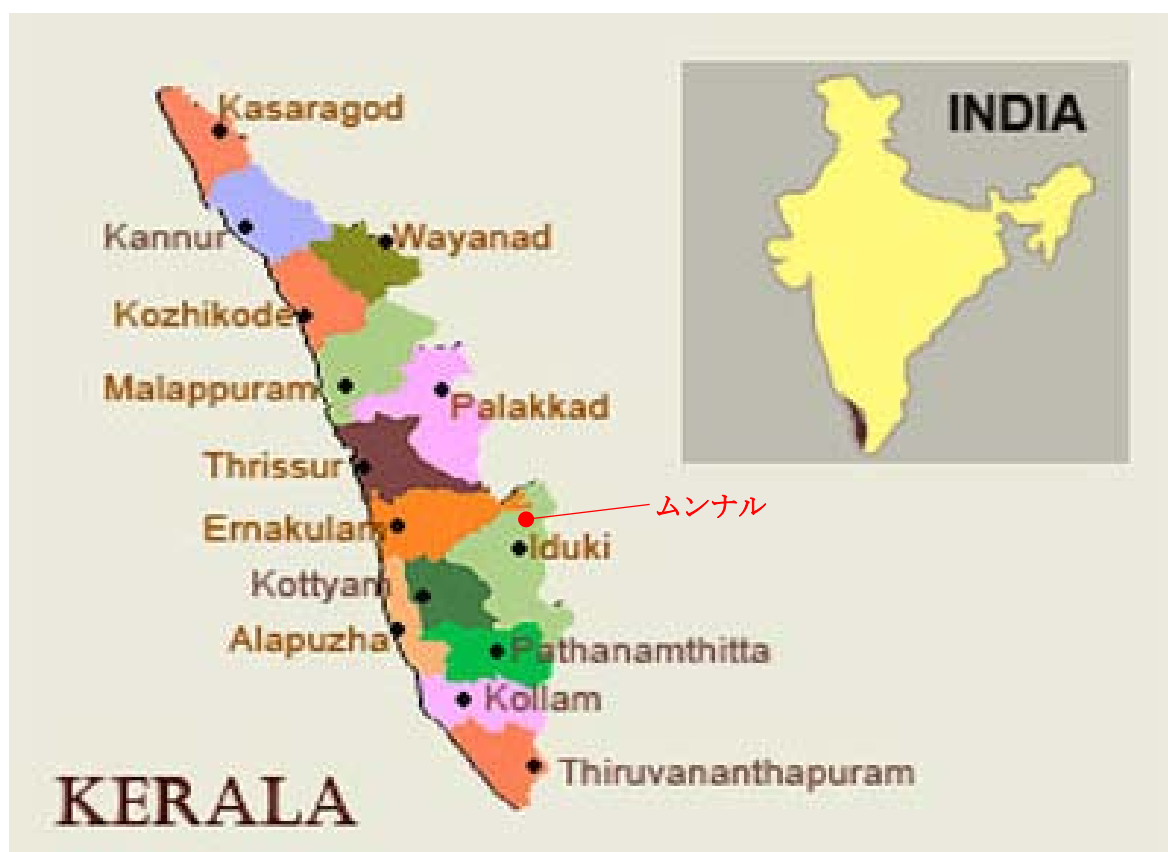 Kasaragod
INDIA
Kannur
Wayanad
Kozhikode
Malappuram
Palakkad
Thrissur
ムンナル
Ernakulam
Iduki
Kottyam
Alapuzha
Pathanamthitta
Kollam
Thiruvananthapuram
KERALA